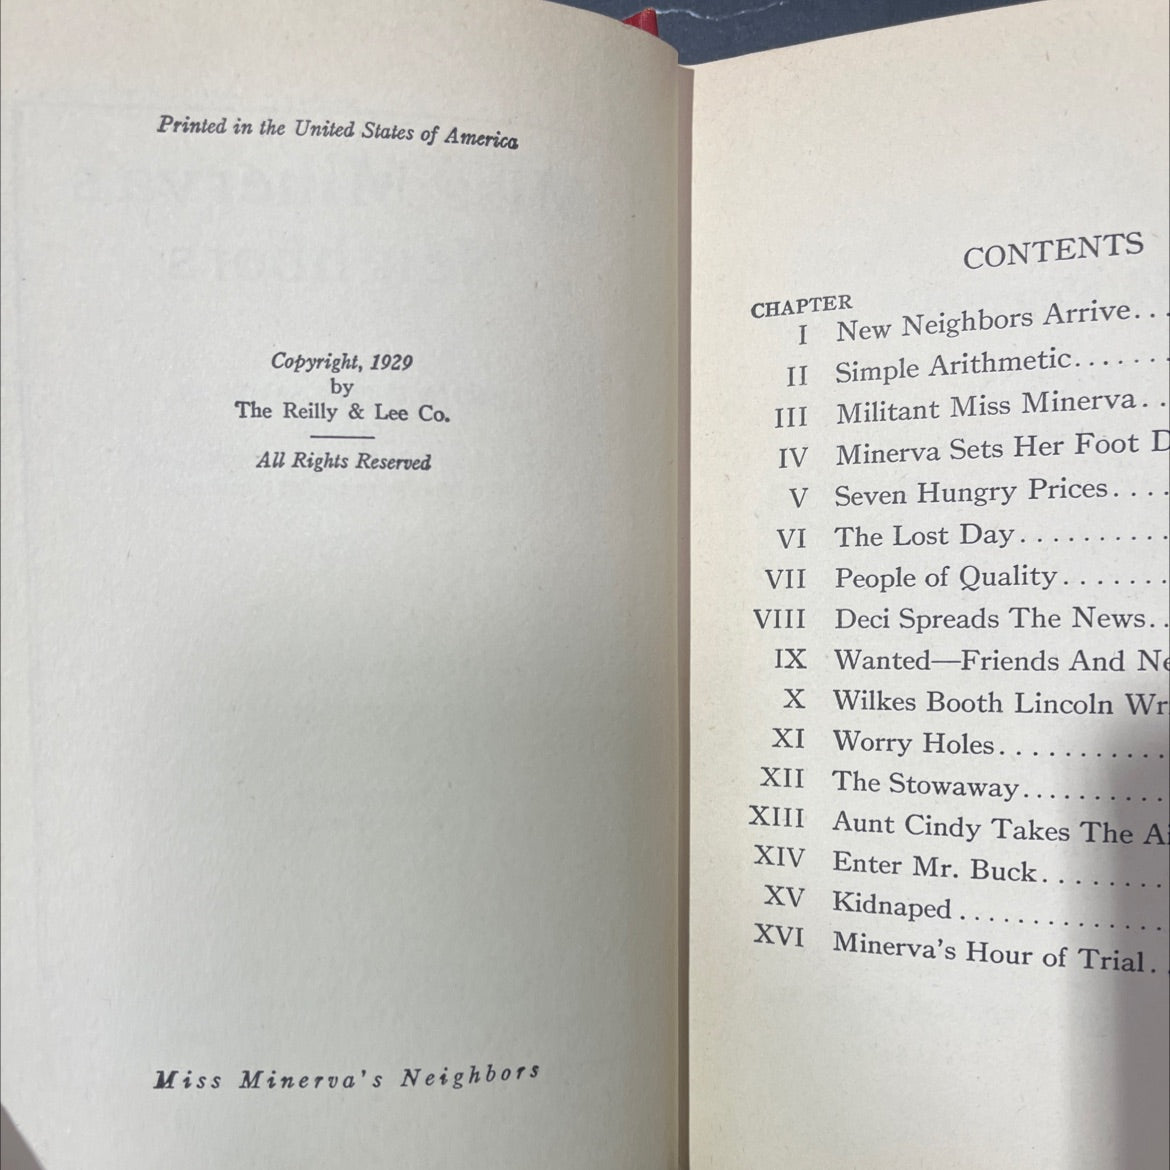 Printed in the United States of America
Copyright, 1929
by
The Reilly & Lee Co.
All Rights Reserved
Miss Minerva's Neighbors
CONTENTS
CHAPTER
I New Neighbors Arrive...
II Simple Arithmetic.......
III Militant Miss Minerva..
IV Minerva Sets Her Foot D
V Seven Hungry Prices....
VI The Lost Day..........
VII People of Quality.......
VIII Deci Spreads The News..
IX Wanted—Friends And Ne
X Wilkes Booth Lincoln Wr
XI Worry Holes...........
XII The Stowaway..........
XIII Aunt Cindy Takes The Ai
XIV Enter Mr. Buck........
XV Kidnaped..............
XVI Minerva's Hour of Trial..